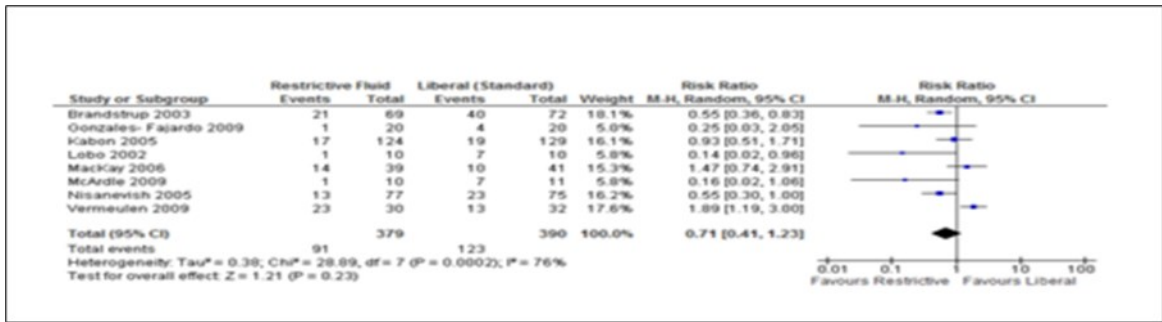 Restrictive Fluid Liberal (Standard) Risk Ratio Risk Ratio
Study or Subgroup Events Total Events Total Weight M-H, Random, 95% CI M-H, Random, 95% CI
Brandstrup 2003 21 69 40 72 18.1% 0.55 [0.36, 0.83]
Gonzales- Fajardo 2009 1 20 4 20 5.0% 0.25 [0.03, 2.05]
Kabon 2005 17 124 19 129 16.1% 0.93 [0.51, 1.71]
Lobo 2002 1 10 7 10 5.8% 0.14 [0.02, 0.96]
MacKay 2006 14 39 10 41 15.3% 1.47 [0.74, 2.91]
McArdle 2009 1 10 7 11 5.8% 0.16 [0.02, 1.06]
Nisanevish 2005 13 77 23 75 16.2% 0.55 [0.30, 1.00]
Vermeulen 2009 23 30 13 32 17.6% 1.89 [1.19, 3.00]
Total (95% CI) 379 390 100.0% 0.71 [0.41, 1.23]
Total events 91 123
Heterogeneity: Tau² = 0.38; Chi² = 28.89, df = 7 (P = 0.0002); I² = 76%
Test for overall effect: Z = 1.21 (P = 0.23)
0.01 0.1 1 10 100
Favours Restrictive Favours Liberal